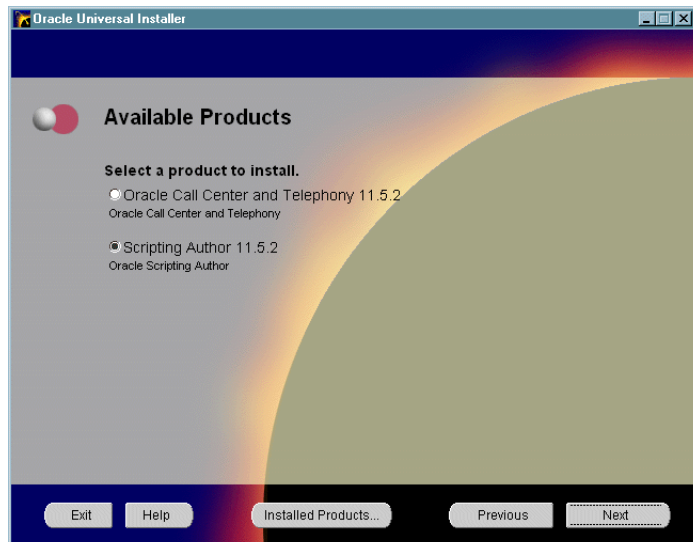 Oracle Universal Installer
Available Products
Select a product to install.
Oracle Call Center and Telephony 11.5.2
Oracle Call Center and Telephony
Scripting Author 11.5.2
Oracle Scripting Author
Exit Help Installed Products... Previous Next